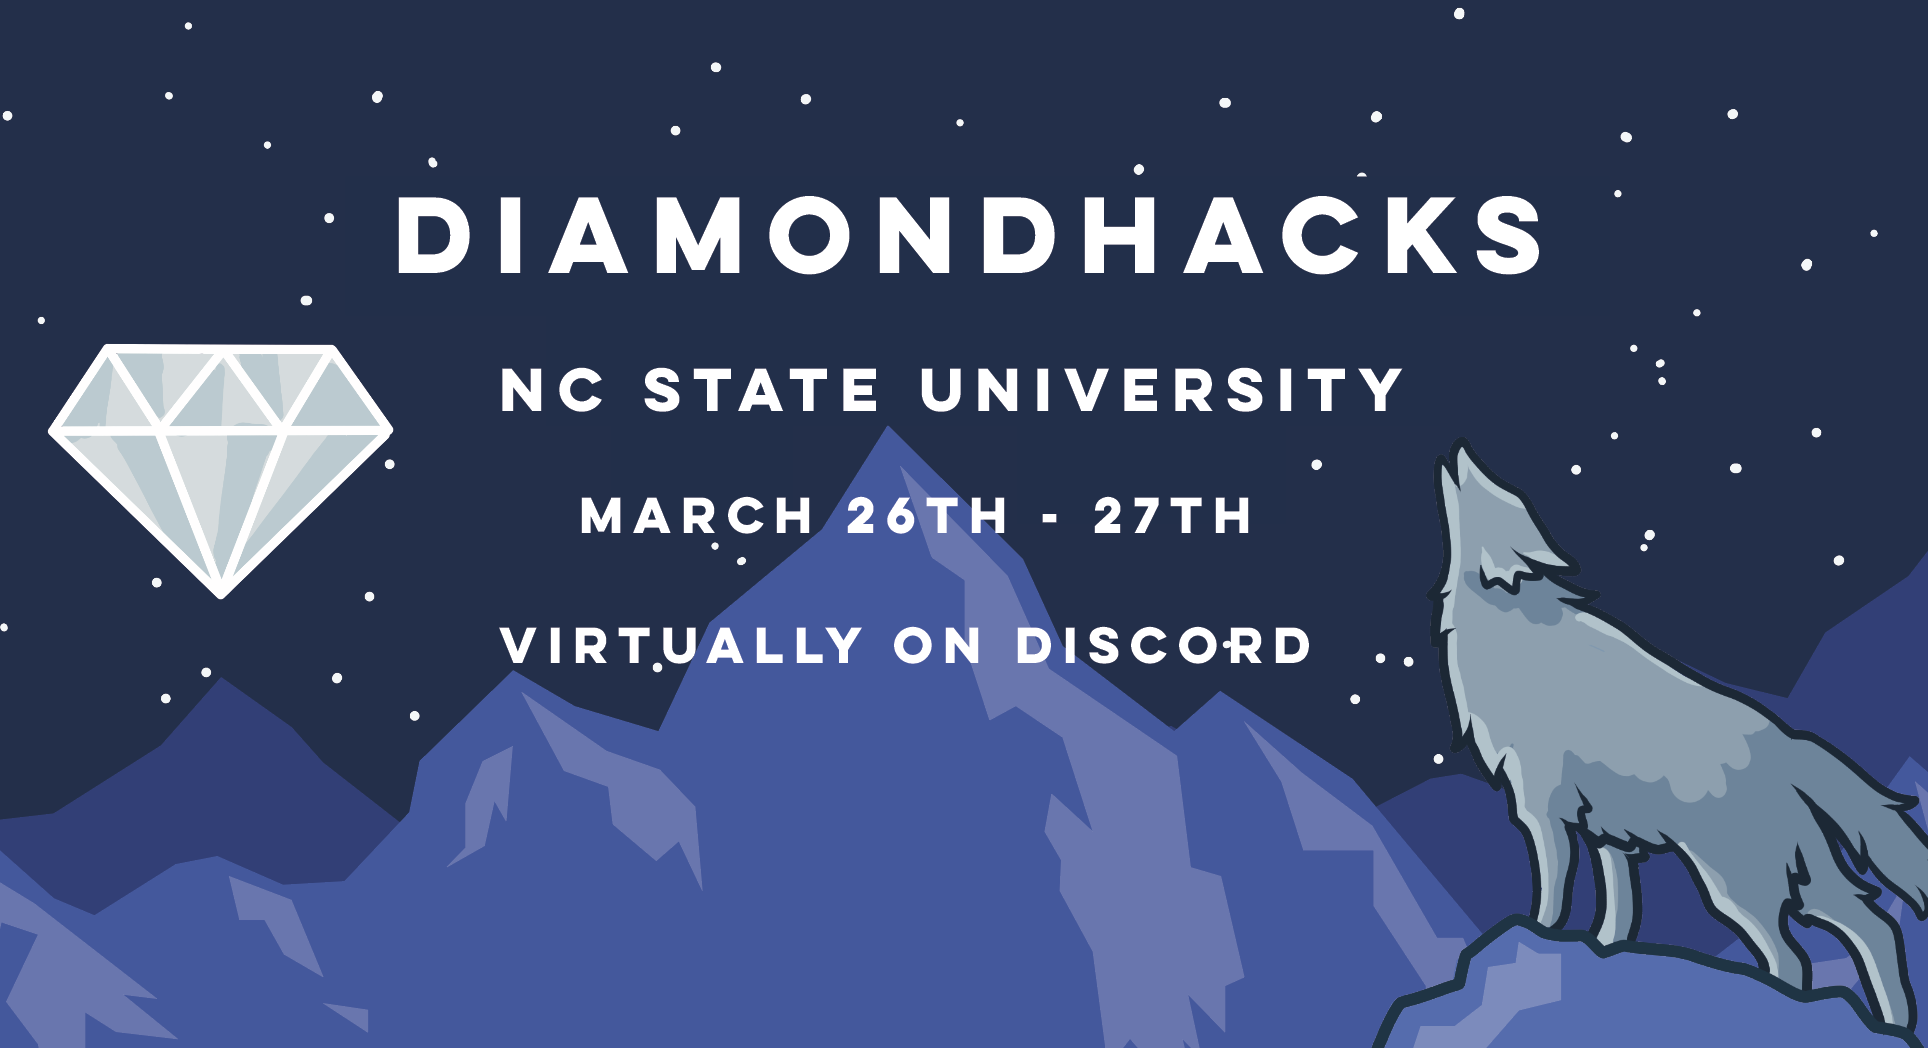 DIAMONDHACKS
NC STATE UNIVERSITY
MARCH 26TH - 27TH
VIRTUALLY ON DISCORD